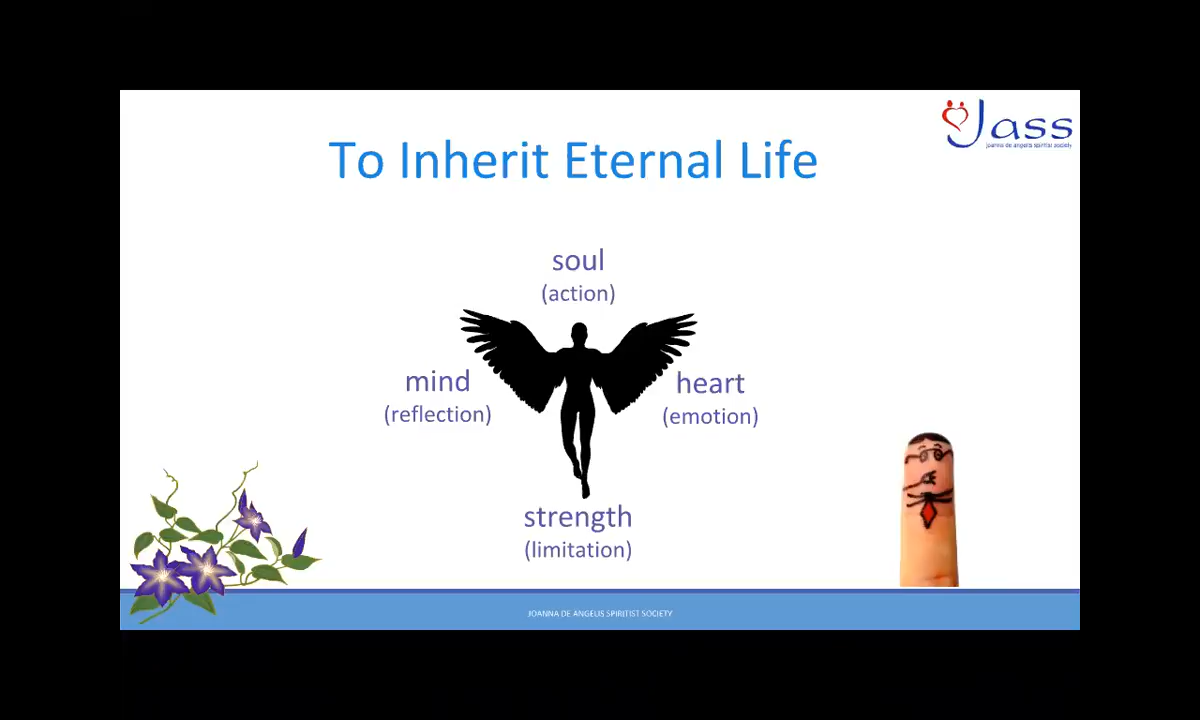 Jass
joanna de angelis spiritist society
To Inherit Eternal Life
soul
(action)
mind
(reflection)
heart
(emotion)
strength
(limitation)
JOANNA DE ANGELIS SPIRITIST SOCIETY